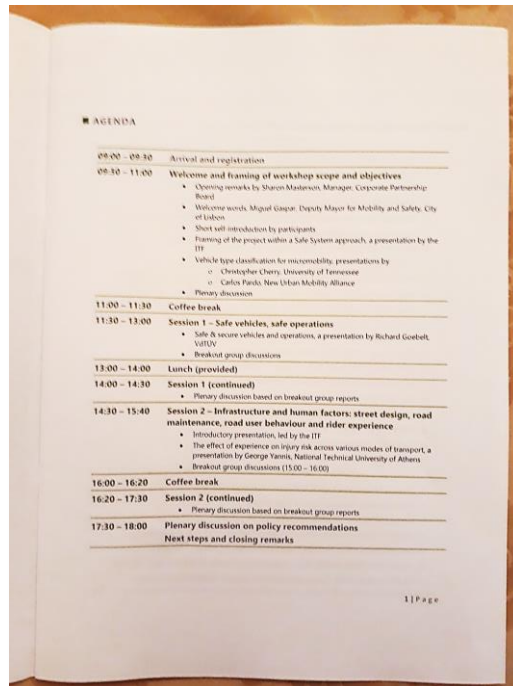 ■ AGENDA
09:00 – 09:30 Arrival and registration
09:30 – 11:00 Welcome and framing of workshop scope and objectives
• Opening remarks by Sharon Masterson, Manager, Corporate Partnership
Board
• Welcome words, Miguel Gaspar, Deputy Mayor for Mobility and Safety, City
of Lisbon
• Short self-introduction by participants
• Framing of the project within a Safe System approach, a presentation by the
ITF
• Vehicle type classification for micromobility, presentations by
o Christopher Cherry, University of Tennessee
o Carlos Pardo, New Urban Mobility Alliance
• Plenary discussion
11:00 – 11:30 Coffee break
11:30 – 13:00 Session 1 – Safe vehicles, safe operations
• Safe & secure vehicles and operations, a presentation by Richard Goebelt,
VdTÜV
• Breakout group discussions
13:00 – 14:00 Lunch (provided)
14:00 – 14:30 Session 1 (continued)
• Plenary discussion based on breakout group reports
14:30 – 15:40 Session 2 – Infrastructure and human factors: street design, road
maintenance, road user behaviour and rider experience
• Introductory presentation, led by the ITF
• The effect of experience on injury risk across various modes of transport, a
presentation by George Yannis, National Technical University of Athens
• Breakout group discussions (15:00 – 16:00)
16:00 – 16:20 Coffee break
16:20 – 17:30 Session 2 (continued)
• Plenary discussion based on breakout group reports
17:30 – 18:00 Plenary discussion on policy recommendations
Next steps and closing remarks
1 | Page